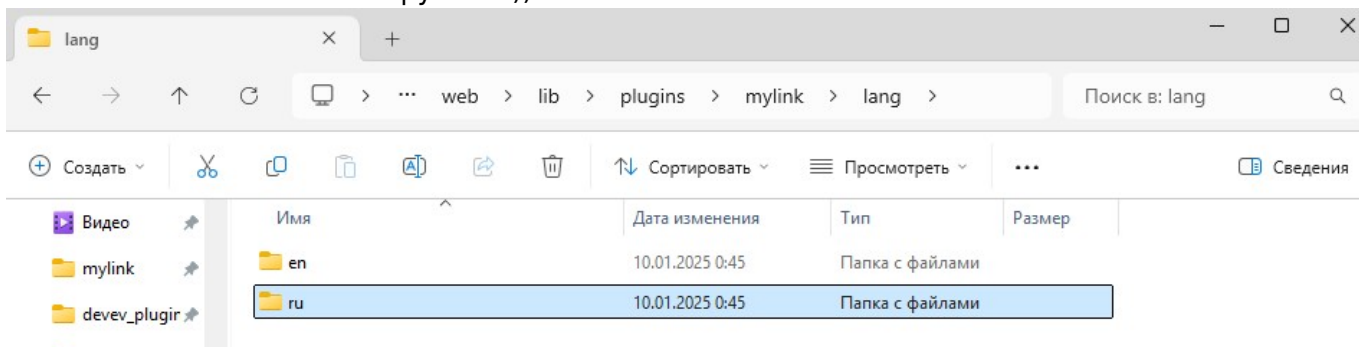 lang
web > lib > plugins > mylink > lang >
Поиск в: lang
Создать
Сортировать
Просмотреть
Сведения
Видео
mylink
devev_plugir
Имя Дата изменения Тип Размер
en 10.01.2025 0:45 Папка с файлами
ru 10.01.2025 0:45 Папка с файлами